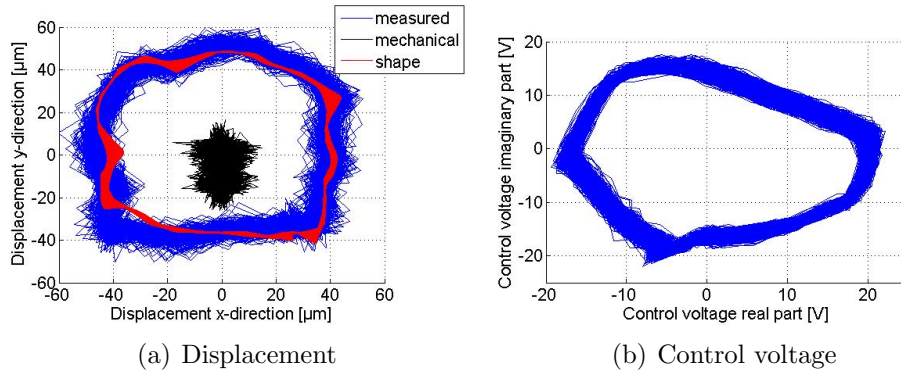 measured
mechanical
shape
60
40
20
0
-20
-40
60
-60
-40
-20
0
20
40
60
Displacement y-direction [µm]
Displacement x-direction [µm]
(a) Displacement
20
10
0
-10
-20
-20
-10
0
10
20
Control voltage imaginary part [V]
Control voltage real part [V]
(b) Control voltage